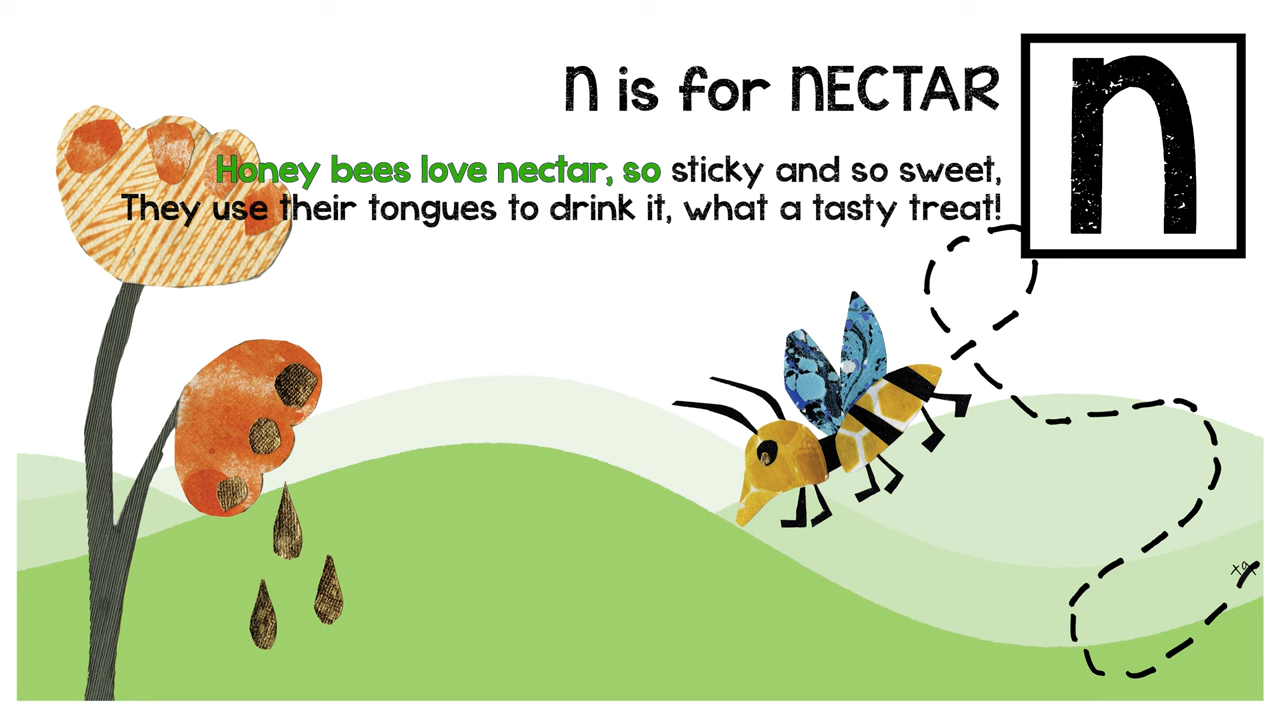 n is for NECTAR
n
Honey bees love nectar, so sticky and so sweet,
They use their tongues to drink it, what a tasty treat!